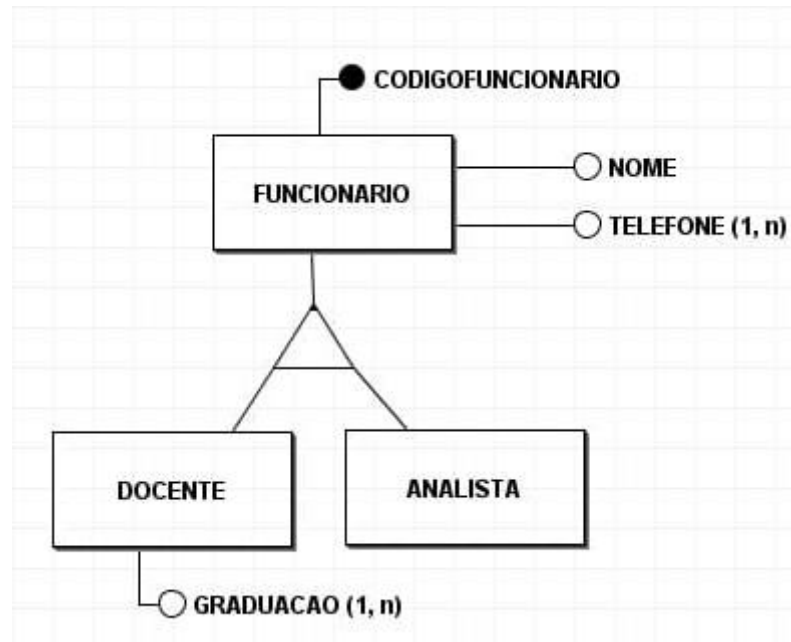 CODIGOFUNCIONARIO
FUNCIONARIO
NOME
TELEFONE (1, n)
DOCENTE
ANALISTA
GRADUACAO (1, n)